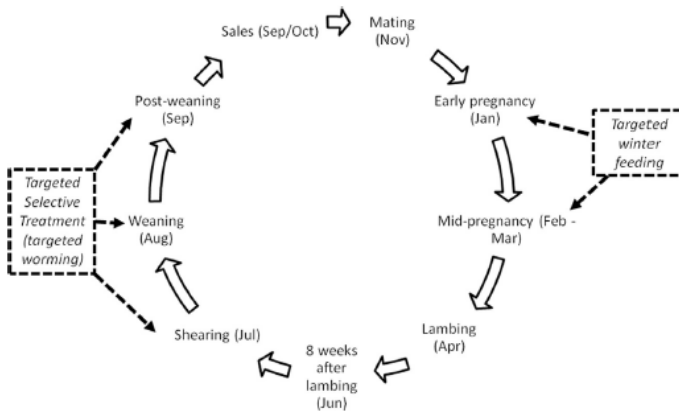 Sales (Sep/Oct)
Mating
(Nov)
Early pregnancy
(Jan)
Targeted
winter
feeding
Mid-pregnancy (Feb -
Mar)
Lambing
(Apr)
8 weeks
after
lambing
(Jun)
Shearing (Jul)
Weaning
(Aug)
Post-weaning
(Sep)
Targeted
Selective
Treatment
(targeted
worming)